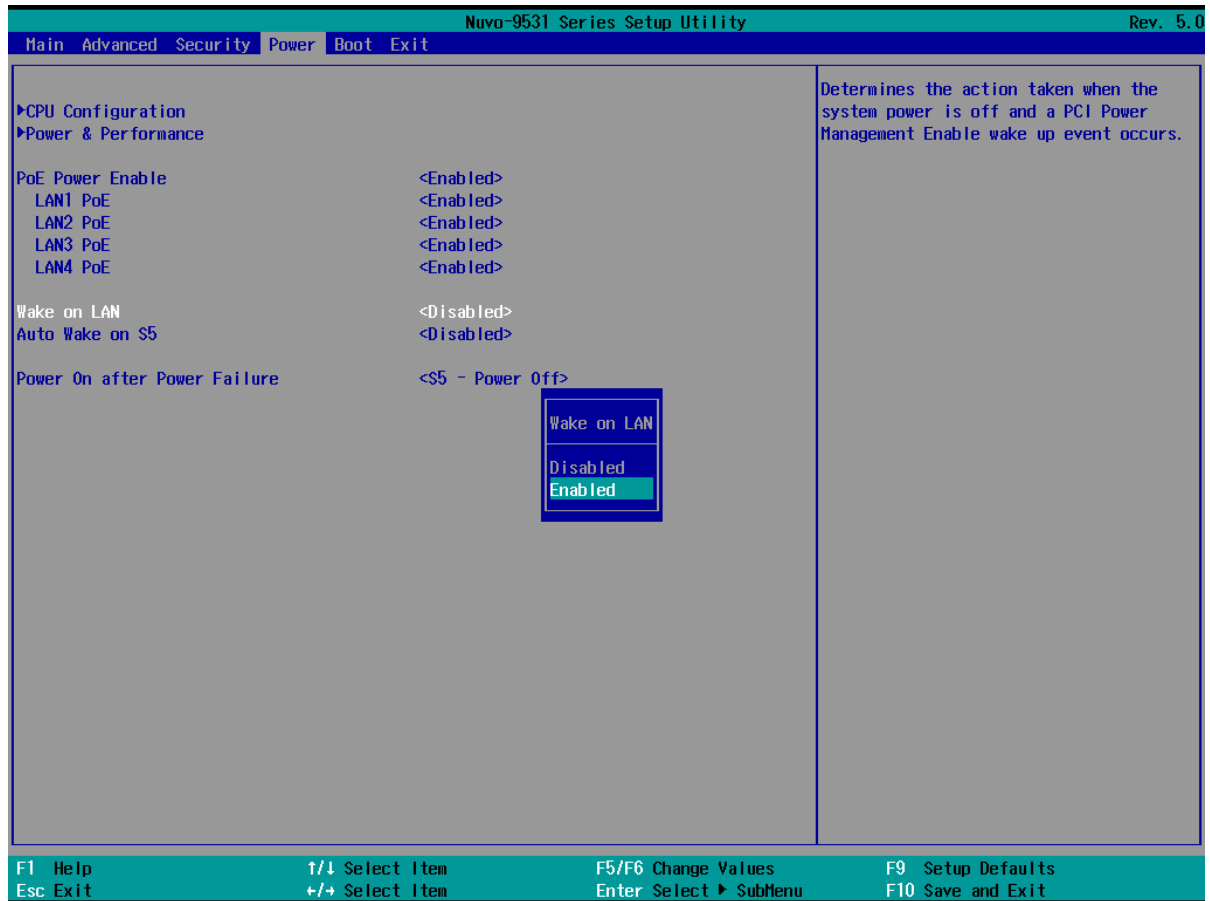 Nuvo-9531 Series Setup Utility Rev. 5.0
Main Advanced Security Power Boot Exit
▶CPU Configuration
▶Power & Performance
PoE Power Enable <Enabled>
LAN1 PoE <Enabled>
LAN2 PoE <Enabled>
LAN3 PoE <Enabled>
LAN4 PoE <Enabled>
Wake on LAN <Disabled>
Auto Wake on S5 <Disabled>
Power On after Power Failure <S5 - Power Off>
Wake on LAN
Disabled
Enabled
Determines the action taken when the
system power is off and a PCI Power
Management Enable wake up event occurs.
F1 Help ↑/↓ Select Item F5/F6 Change Values F9 Setup Defaults
Esc Exit ←/→ Select Item Enter Select ▶ SubMenu F10 Save and Exit